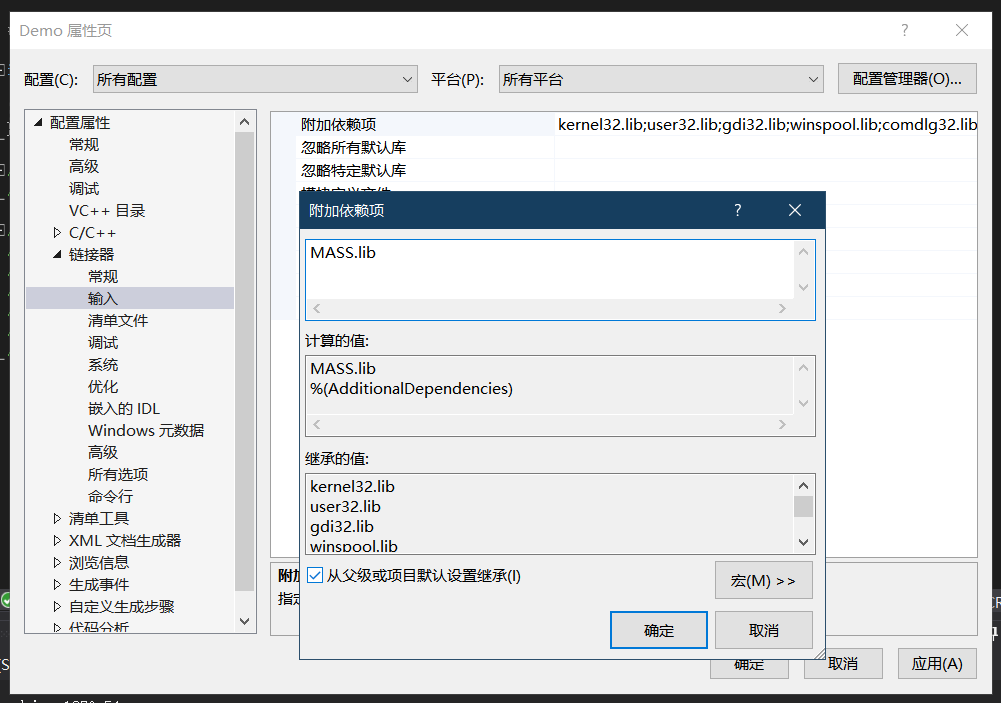 Demo 属性页
配置(C): 所有配置 平台(P): 所有平台 配置管理器(O)...
配置属性
常规
高级
调试
VC++ 目录
C/C++
链接器
常规
输入
清单文件
调试
系统
优化
嵌入的 IDL
Windows 元数据
高级
所有选项
命令行
清单工具
XML 文档生成器
浏览信息
生成事件
自定义生成步骤
代码分析
附加依赖项 kernel32.lib;user32.lib;gdi32.lib;winspool.lib;comdlg32.lib
忽略所有默认库
忽略特定默认库
模块定义文件
附加依赖项
MASS.lib
计算的值:
MASS.lib
%(AdditionalDependencies)
继承的值:
kernel32.lib
user32.lib
gdi32.lib
winspool.lib
从父级或项目默认设置继承(I)
宏(M) >>
确定 取消
附加
指定
确定 取消 应用(A)